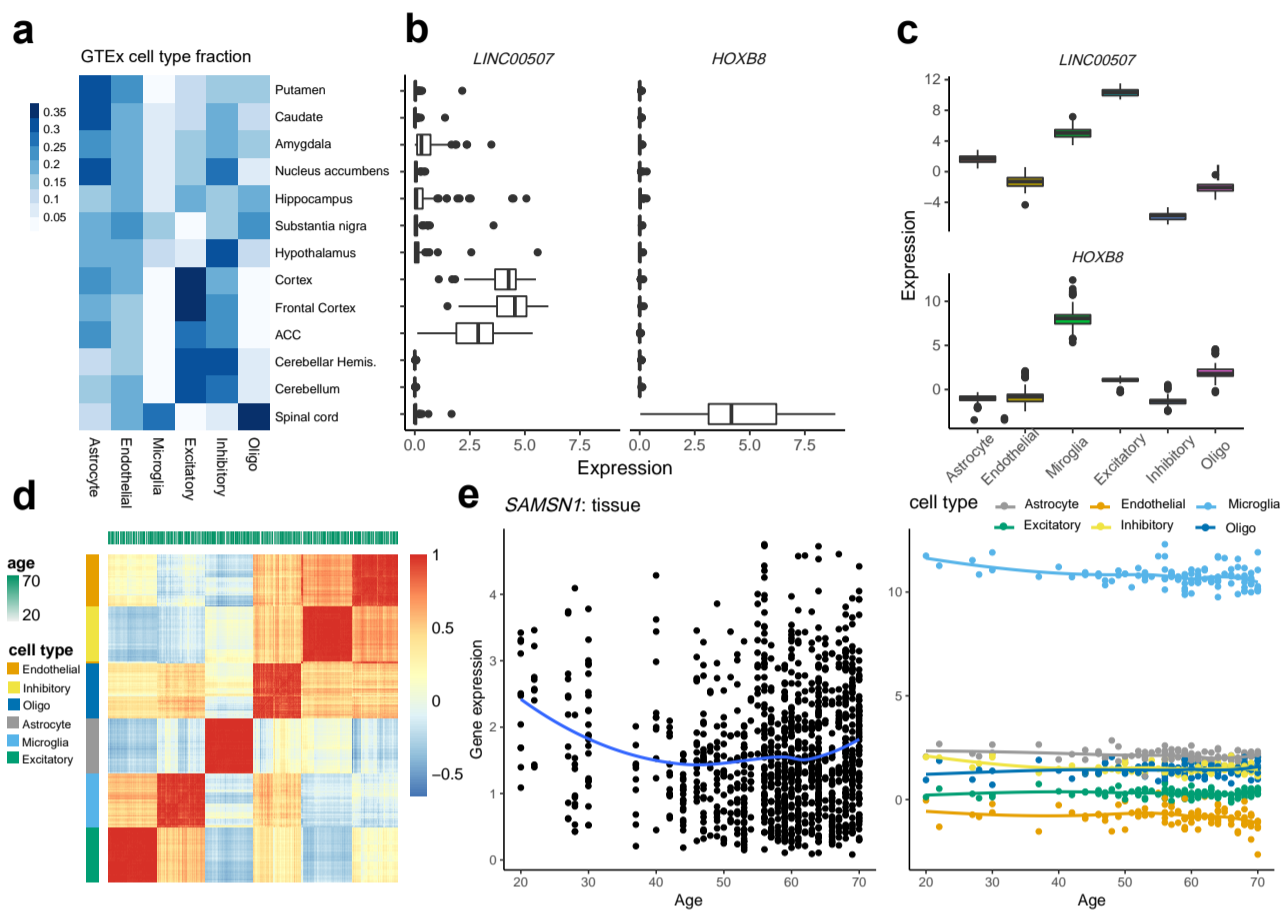 a
GTEx cell type fraction
0.35
0.3
0.25
0.2
0.15
0.1
0.05
Putamen
Caudate
Amygdala
Nucleus accumbens
Hippocampus
Substantia nigra
Hypothalamus
Cortex
Frontal Cortex
ACC
Cerebellar Hemis.
Cerebellum
Spinal cord
Astrocyte
Endothelial
Microglia
Excitatory
Inhibitory
Oligo
b
LINC00507
HOXB8
0.0 2.5 5.0 7.5
0.0 2.5 5.0 7.5
Expression
c
LINC00507
12
8
4
0
−4
Expression
HOXB8
10
5
0
Astrocyte
Endothelial
Miroglia
Excitatory
Inhibitory
Oligo
d
age
70
20
cell type
Endothelial
Inhibitory
Oligo
Astrocyte
Microglia
Excitatory
1
0.5
0
−0.5
e
SAMSN1: tissue
Gene expression
4
3
2
1
0
20 30 40 50 60 70
Age
cell type
Astrocyte Endothelial Microglia
Excitatory Inhibitory Oligo
10
5
0
20 30 40 50 60 70
Age